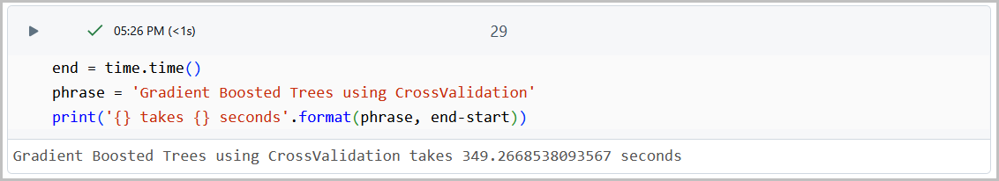 05:26 PM (<1s)
29
end = time.time()
phrase = 'Gradient Boosted Trees using CrossValidation'
print('{} takes {} seconds'.format(phrase, end-start))
Gradient Boosted Trees using CrossValidation takes 349.2668538093567 seconds